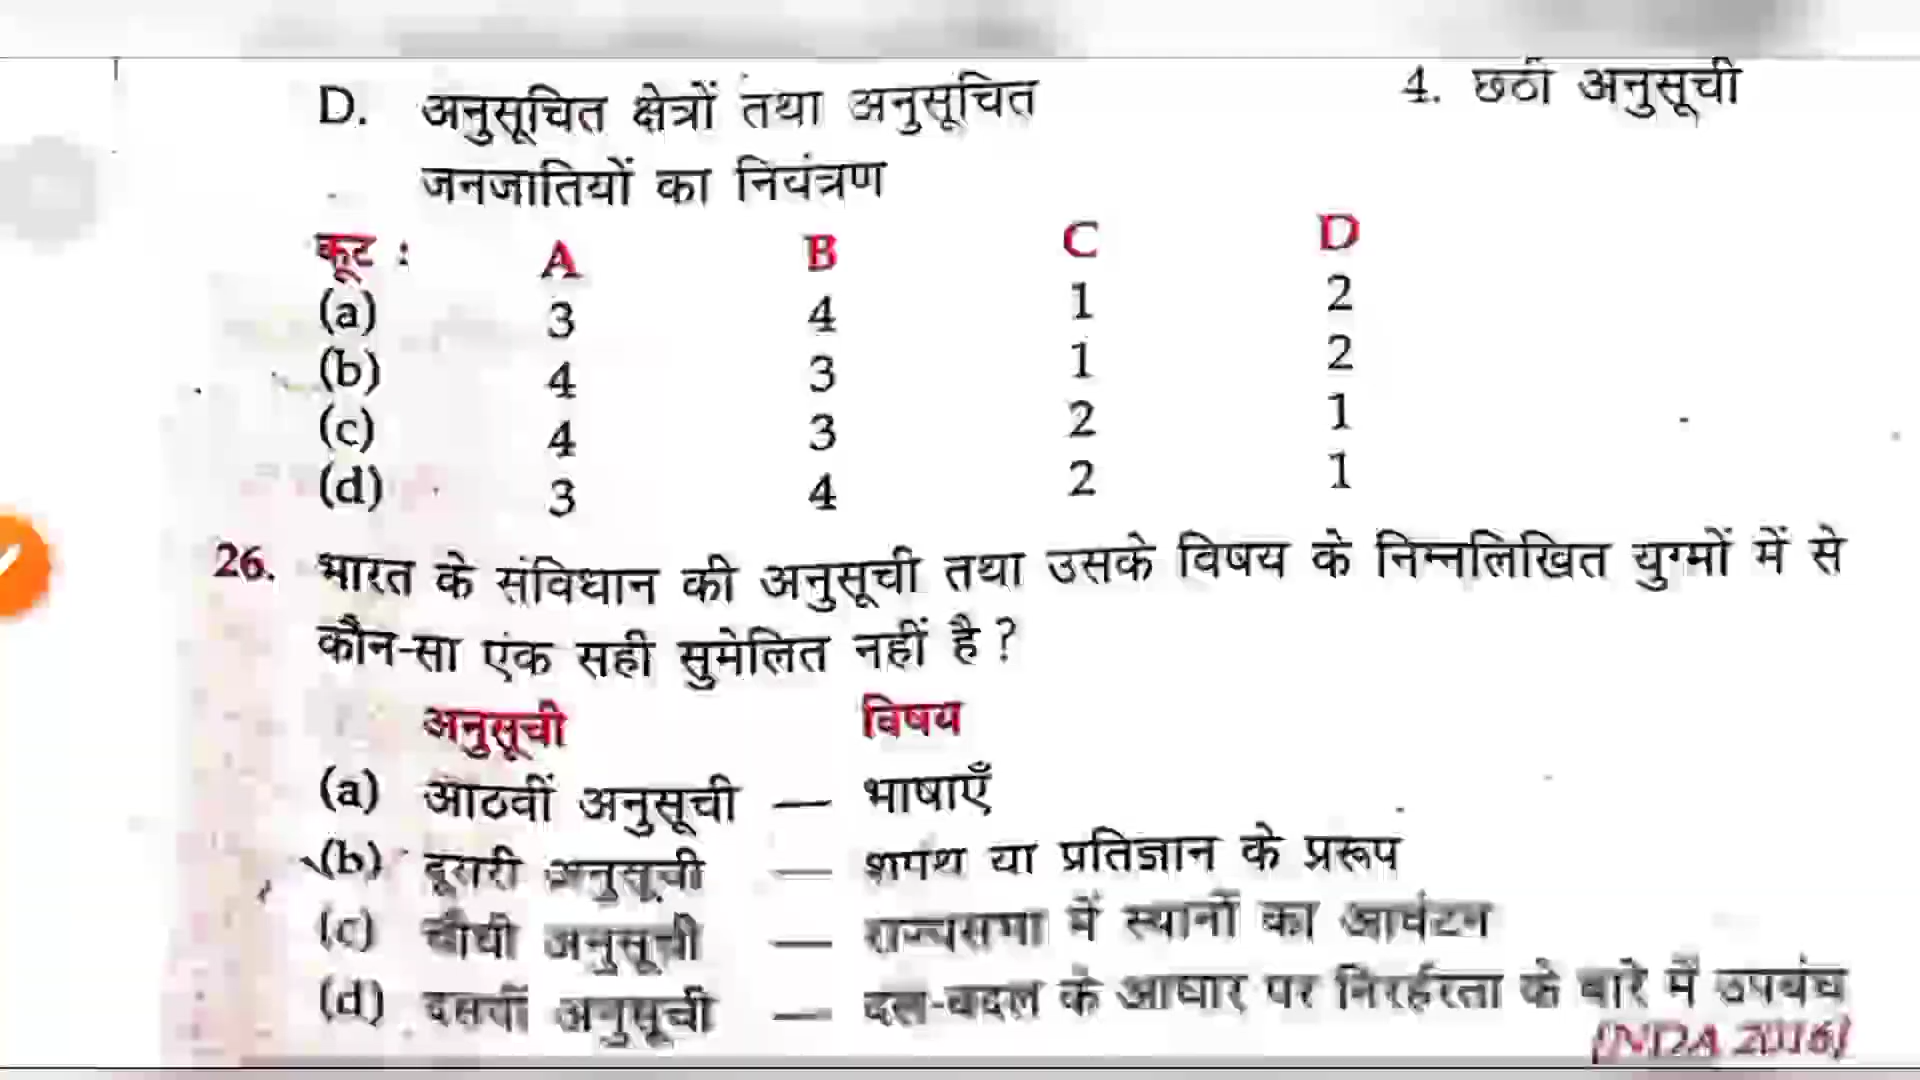 D. अनुसूचित क्षेत्रों तथा अनुसूचित 4. छठी अनुसूची
जनजातियों का नियंत्रण
कूट : A B C D
(a) 3 4 1 2
(b) 4 3 1 2
(c) 4 3 2 1
(d) 3 4 2 1
26. भारत के संविधान की अनुसूची तथा उसके विषय के निम्नलिखित युग्मों में से
कौन-सा एक सही सुमेलित नहीं है ?
अनुसूची विषय
(a) आठवीं अनुसूची — भाषाएँ
(b) दूसरी अनुसूची — शपथ या प्रतिज्ञान के प्ररूप
(c) चौथी अनुसूची — राज्यसभा में स्थानों का आवंटन
(d) दसवीं अनुसूची — दल-बदल के आधार पर निरर्हरता के बारे में उपबंध
[NDA 2016]